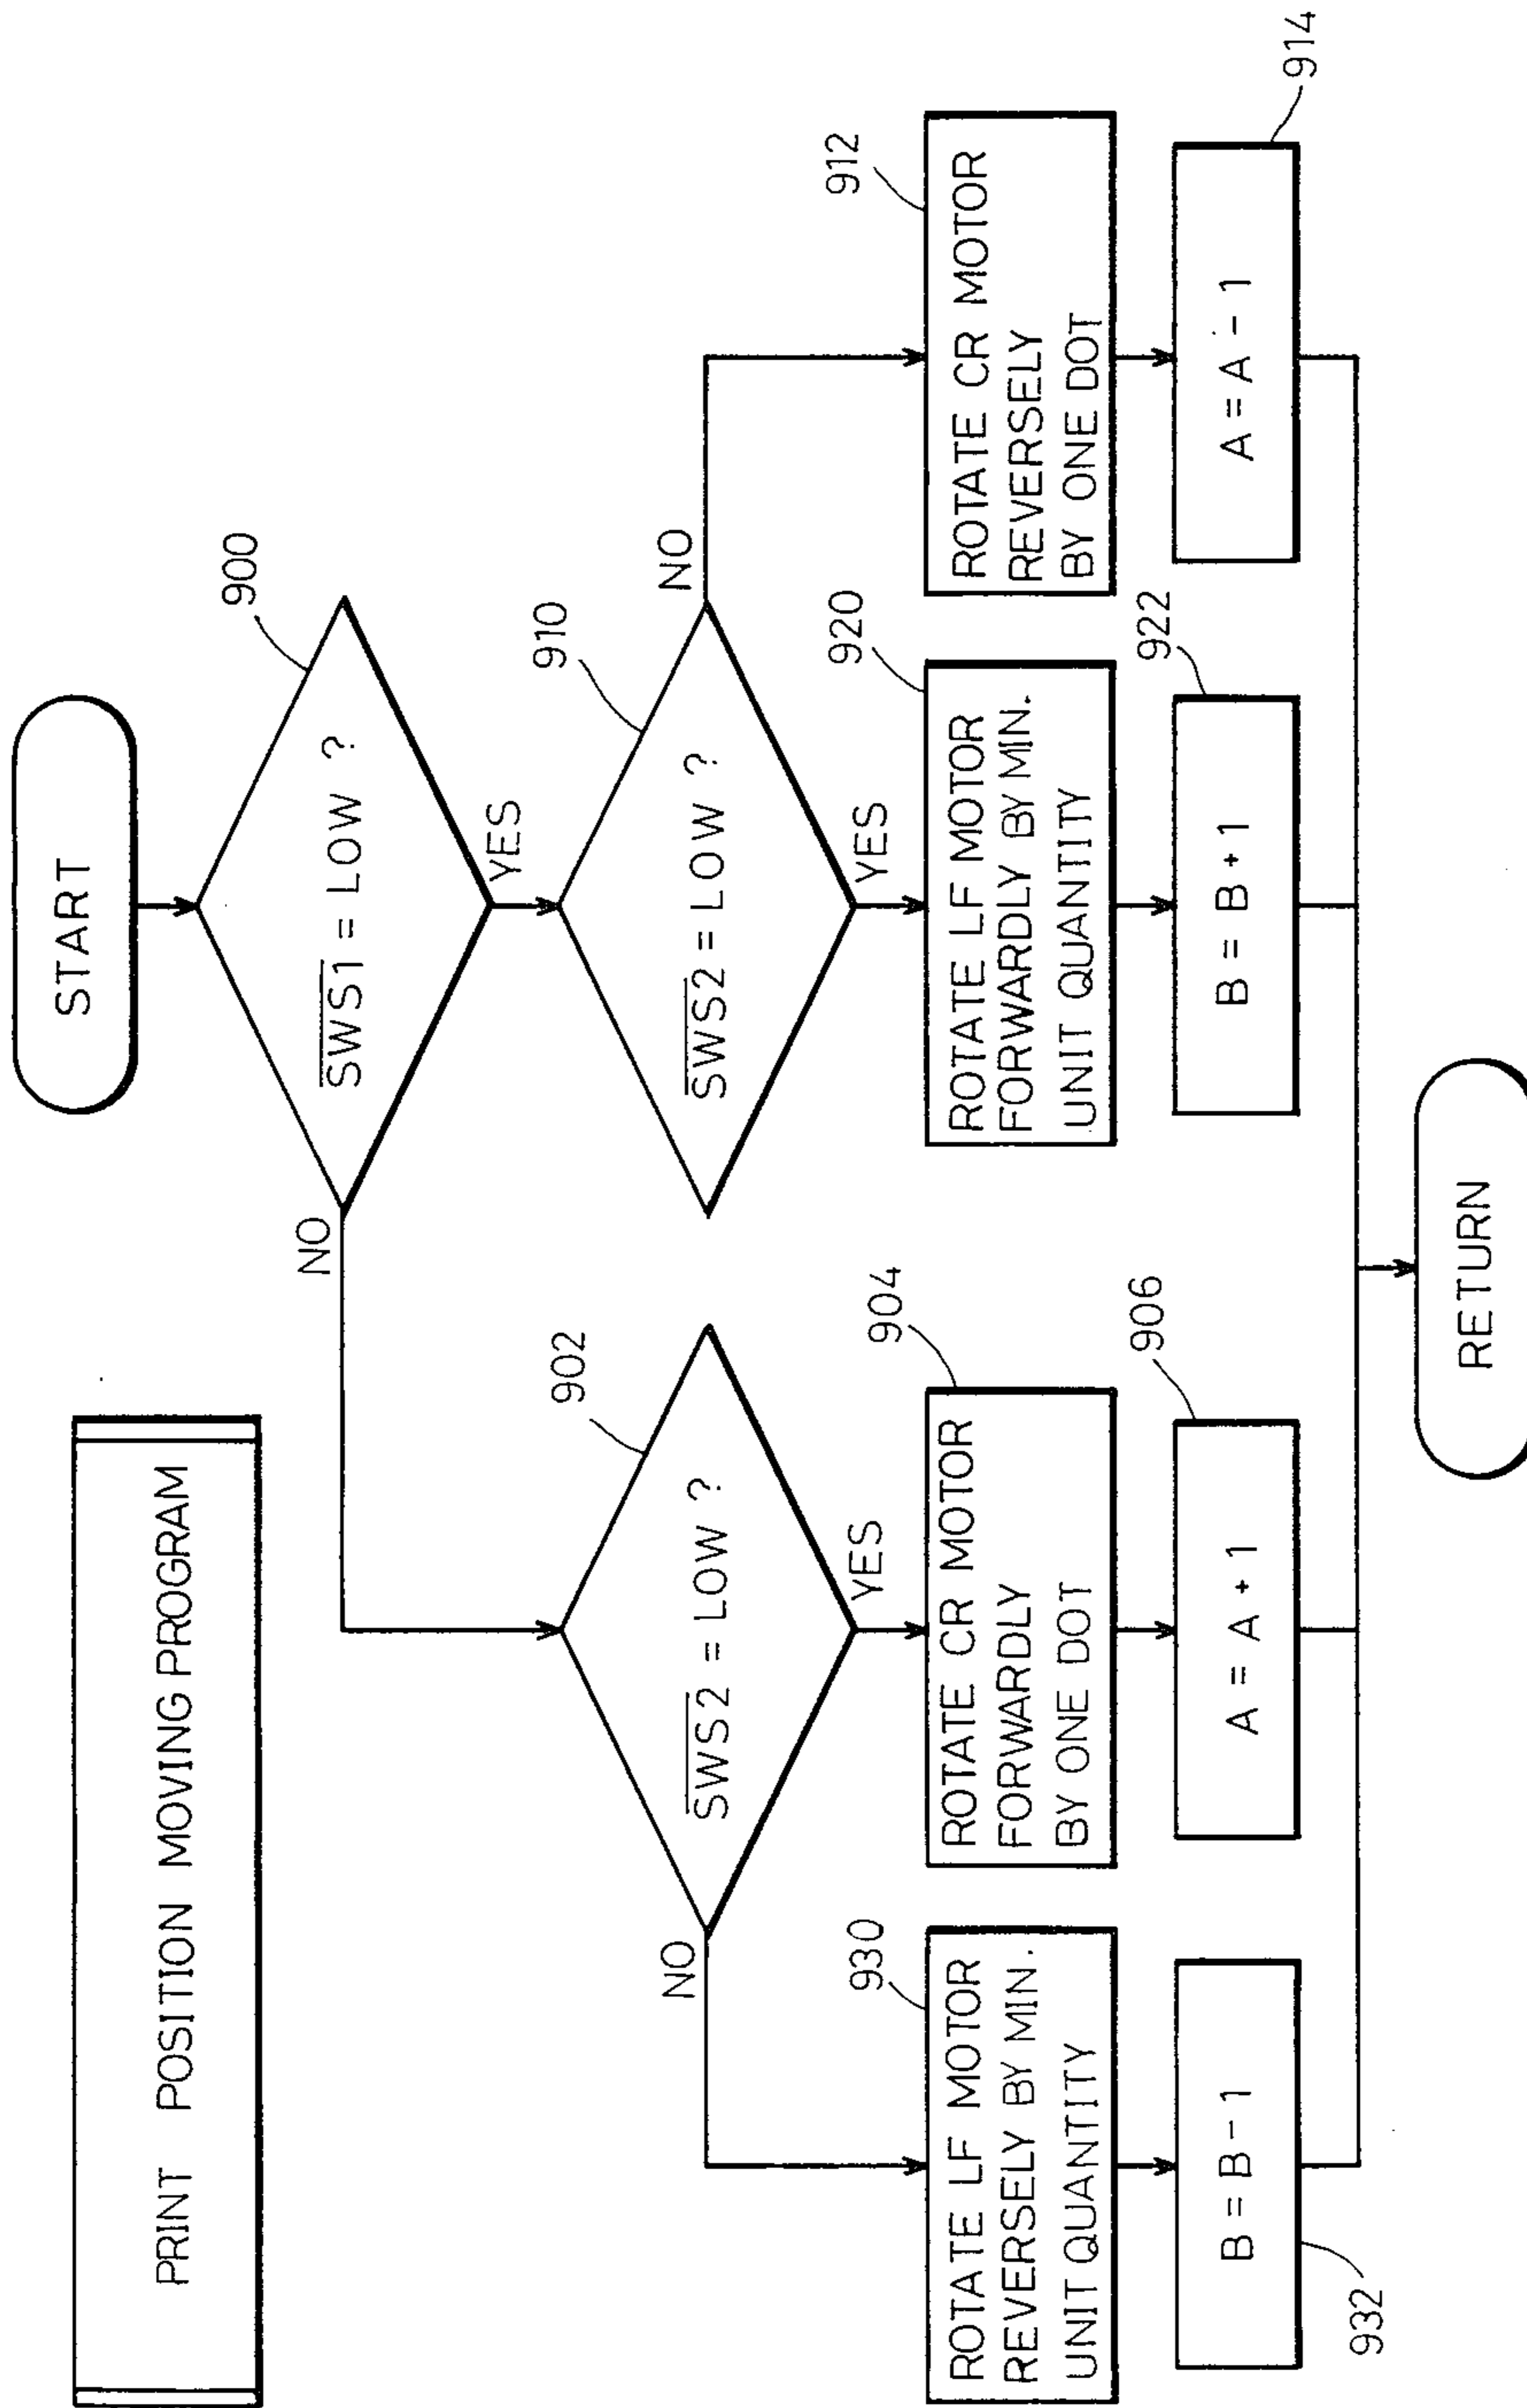 PRINT POSITION MOVING PROGRAM
START
900
S̅W̅S̅1̅ = LOW ?
NO
YES
902
S̅W̅S̅2̅ = LOW ?
NO
YES
910
S̅W̅S̅2̅ = LOW ?
NO
YES
930
ROTATE LF MOTOR
REVERSELY BY MIN.
UNIT QUANTITY
904
ROTATE CR MOTOR
FORWARDLY
BY ONE DOT
920
ROTATE LF MOTOR
FORWARDLY BY MIN.
UNIT QUANTITY
912
ROTATE CR MOTOR
REVERSELY
BY ONE DOT
932
B = B - 1
906
A = A + 1
922
B = B + 1
914
A = A - 1
RETURN